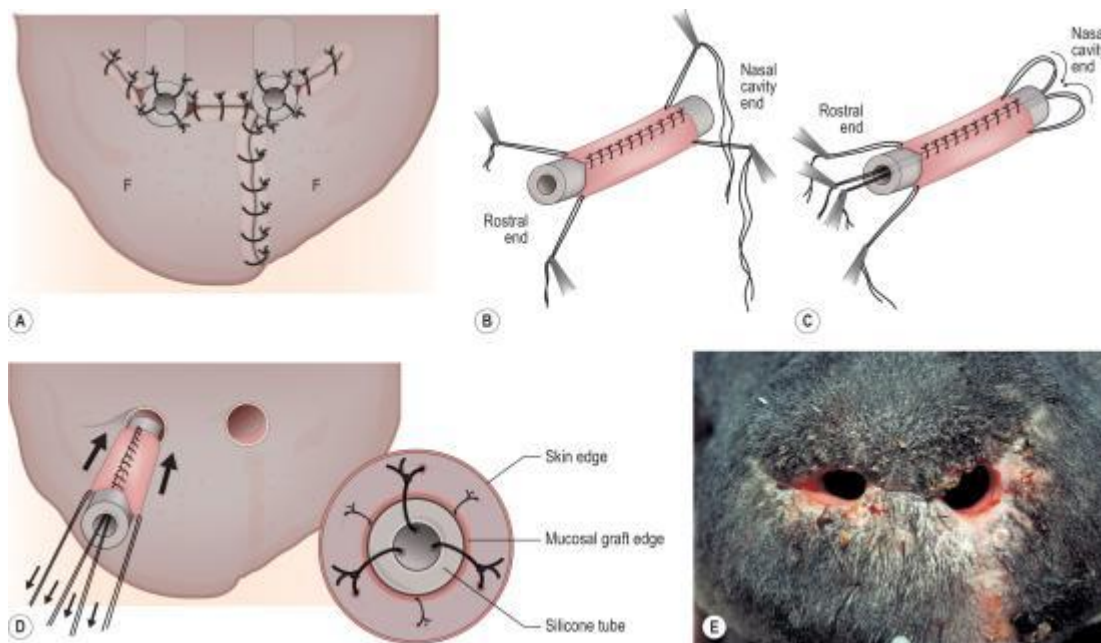 F
F
A
Nasal
cavity
end
Rostral
end
B
Nasal
cavity
end
Rostral
end
C
D
Skin edge
Mucosal graft edge
Silicone tube
E